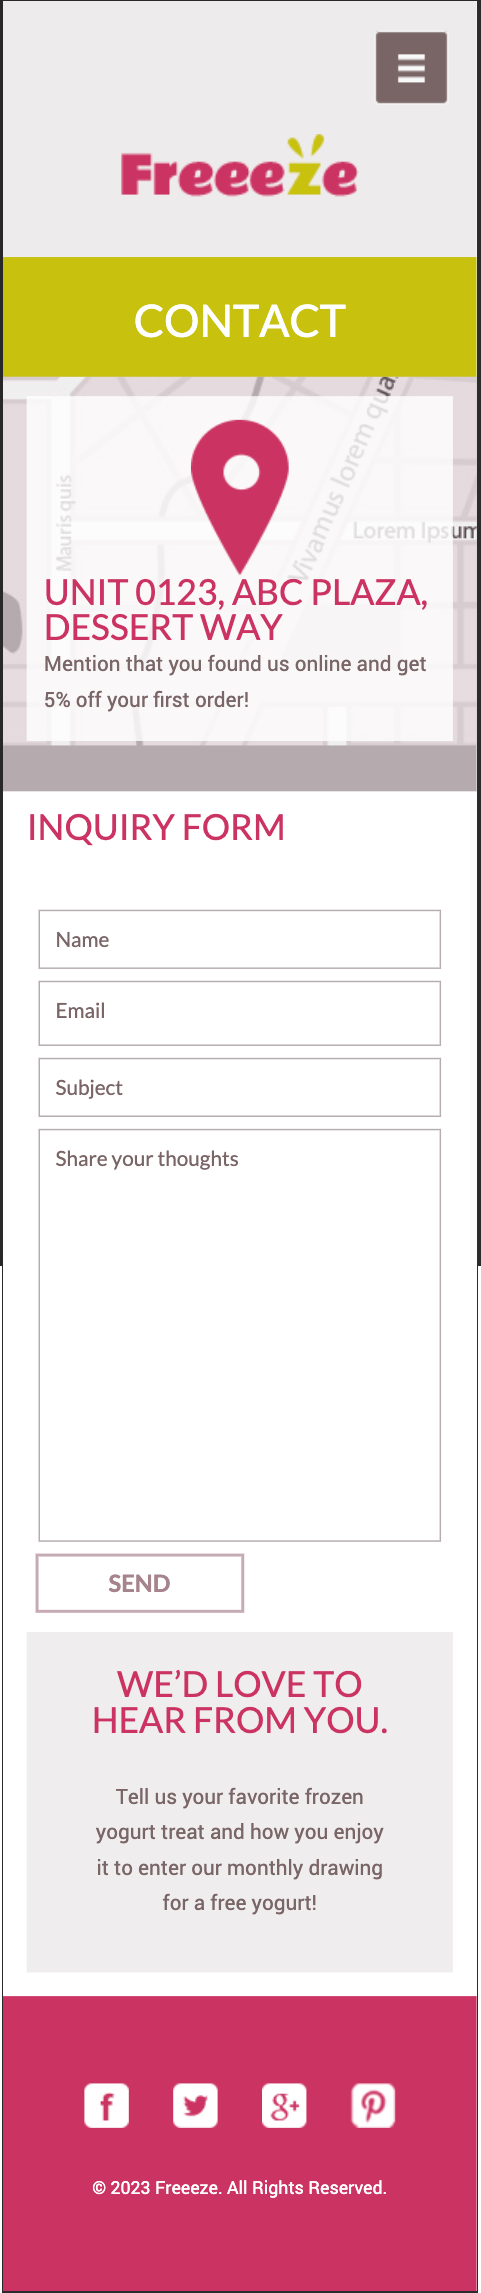 Freeeze
CONTACT
Vivamus lorem qua
Mauris quis
Lorem Ipsum
UNIT 0123, ABC PLAZA,
DESSERT WAY
Mention that you found us online and get
5% off your first order!
INQUIRY FORM
Name
Email
Subject
Share your thoughts
SEND
WE’D LOVE TO
HEAR FROM YOU.
Tell us your favorite frozen
yogurt treat and how you enjoy
it to enter our monthly drawing
for a free yogurt!
f
g+
© 2023 Freeeze. All Rights Reserved.